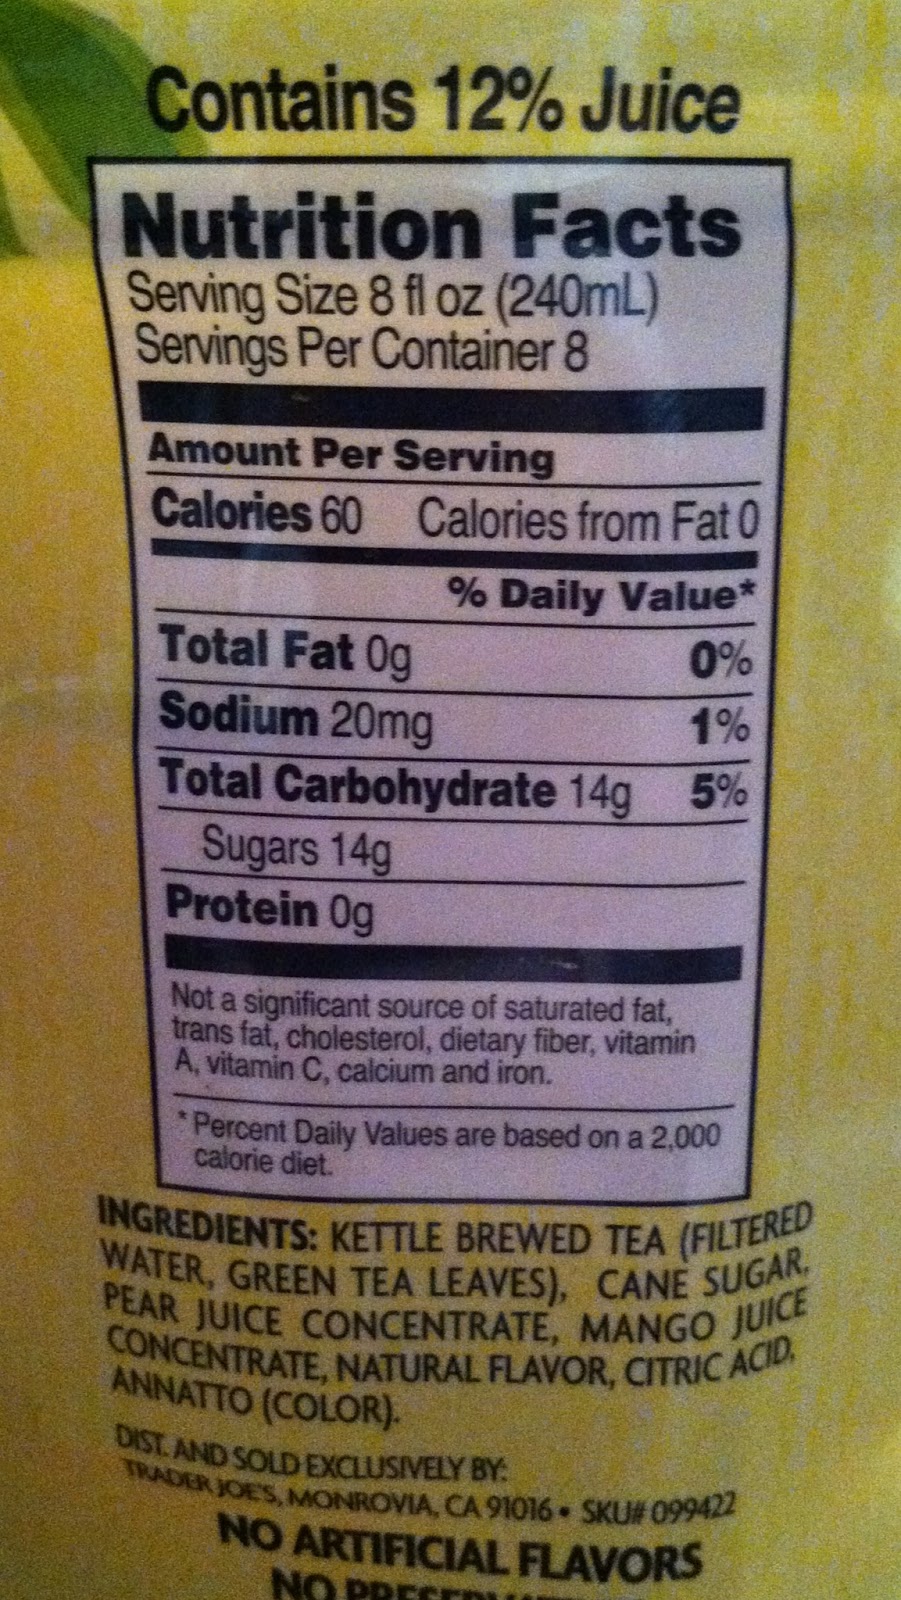 Contains 12% Juice
Nutrition Facts
Serving Size 8 fl oz (240mL)
Servings Per Container 8
Amount Per Serving
Calories 60 Calories from Fat 0
% Daily Value*
Total Fat 0g 0%
Sodium 20mg 1%
Total Carbohydrate 14g 5%
Sugars 14g
Protein 0g
Not a significant source of saturated fat,
trans fat, cholesterol, dietary fiber, vitamin
A, vitamin C, calcium and iron.
* Percent Daily Values are based on a 2,000
calorie diet.
INGREDIENTS: KETTLE BREWED TEA (FILTERED
WATER, GREEN TEA LEAVES), CANE SUGAR,
PEAR JUICE CONCENTRATE, MANGO JUICE
CONCENTRATE, NATURAL FLAVOR, CITRIC ACID,
ANNATTO (COLOR).
DIST. AND SOLD EXCLUSIVELY BY:
TRADER JOE'S, MONROVIA, CA 91016 • SKU# 099422
NO ARTIFICIAL FLAVORS
NO